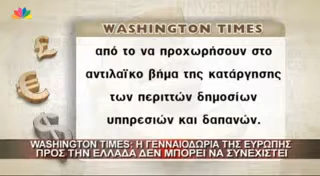 WASHINGTON TIMES
από το να προχωρήσουν στο
αντιλαϊκό βήμα της κατάργησης
των περιττών δημοσίων
υπηρεσιών και δαπανών.
WASHINGTON TIMES: Η ΓΕΝΝΑΙΟΔΩΡΙΑ ΤΗΣ ΕΥΡΩΠΗΣ
ΠΡΟΣ ΤΗΝ ΕΛΛΑΔΑ ΔΕΝ ΜΠΟΡΕΙ ΝΑ ΣΥΝΕΧΙΣΤΕΙ